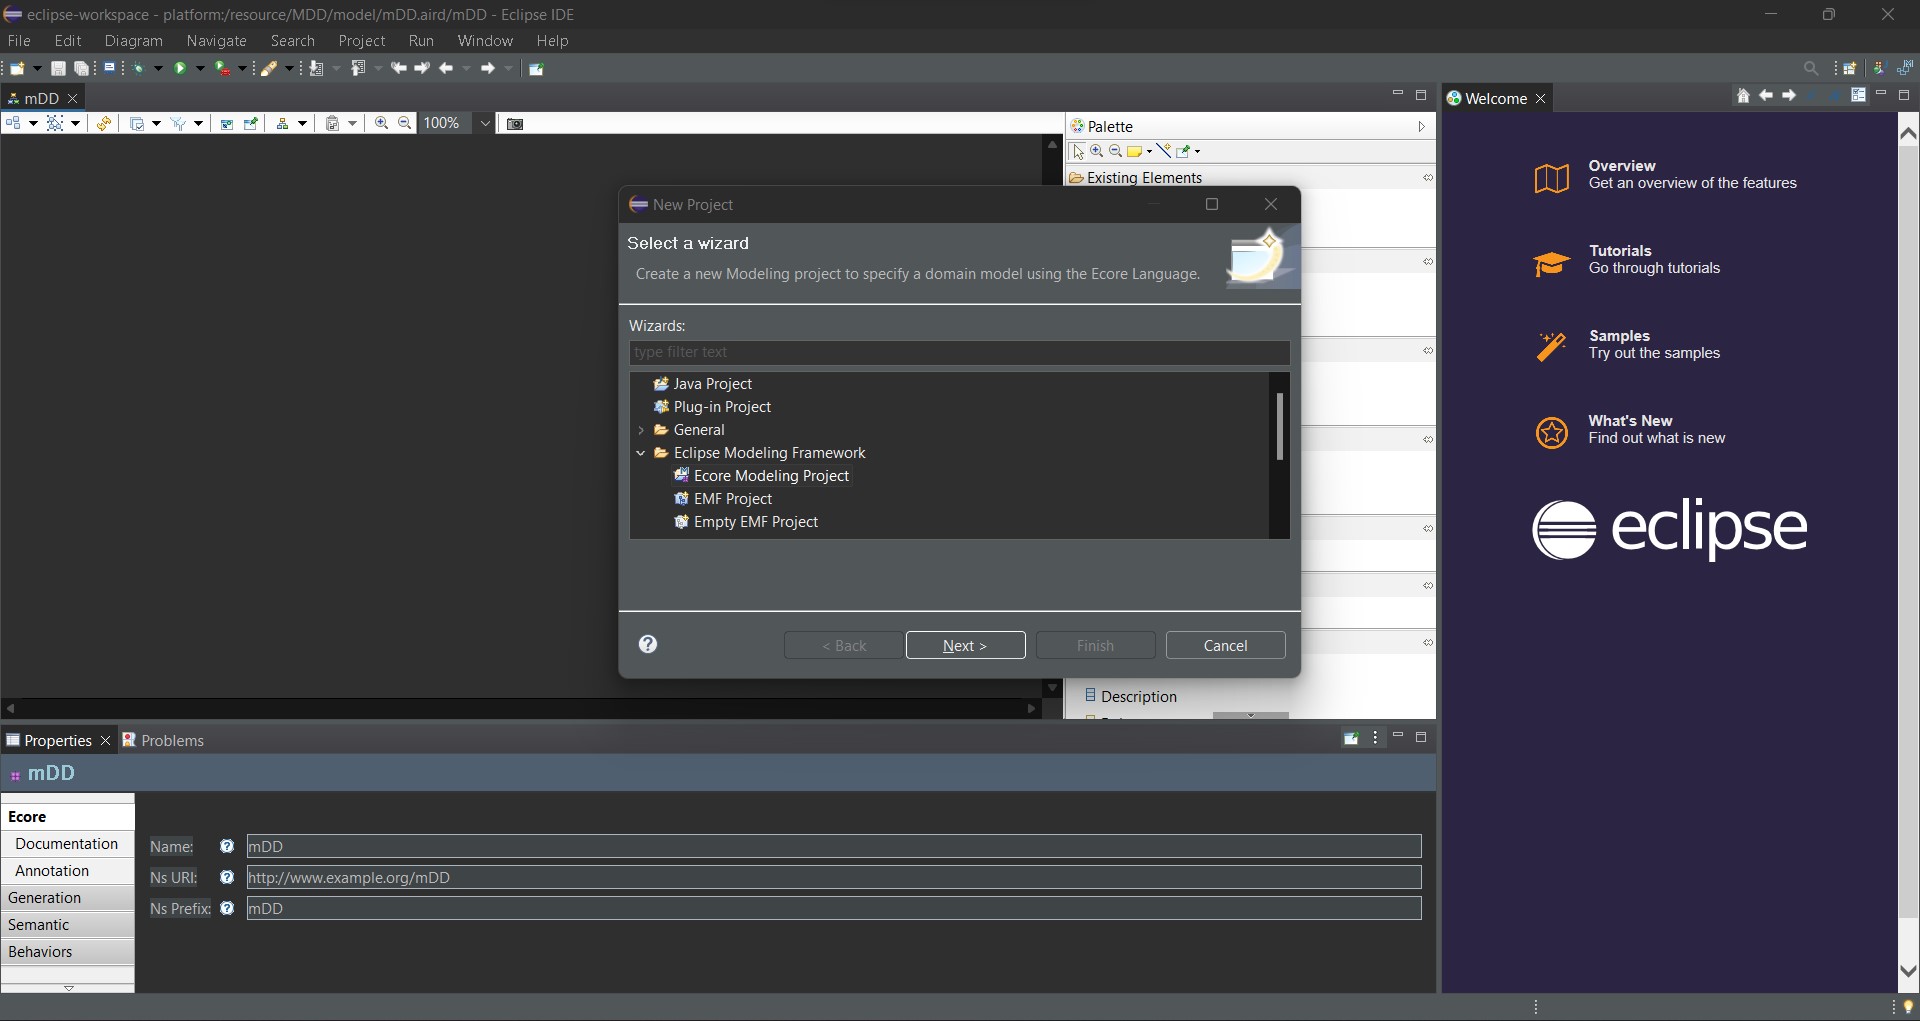 eclipse-workspace - platform:/resource/MDD/model/mDD.aird/mDD - Eclipse IDE
File Edit Diagram Navigate Search Project Run Window Help
mDD
100%
Palette
Existing Elements
Description
New Project
Select a wizard
Create a new Modeling project to specify a domain model using the Ecore Language.
Wizards:
type filter text
Java Project
Plug-in Project
General
Eclipse Modeling Framework
Ecore Modeling Project
EMF Project
Empty EMF Project
< Back
Next >
Finish
Cancel
Welcome
Overview
Get an overview of the features
Tutorials
Go through tutorials
Samples
Try out the samples
What's New
Find out what is new
eclipse
Properties
Problems
mDD
Ecore
Documentation
Annotation
Generation
Semantic
Behaviors
Name: mDD
Ns URI: http://www.example.org/mDD
Ns Prefix: mDD